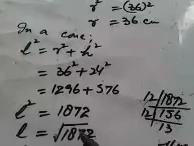 r² = (36)²
r = 36 cm
In a cone,
l² = r² + h²
= 36² + 24²
= 1296 + 576
l² = 1872
l = √1872
12 | 1872
12 | 156
13